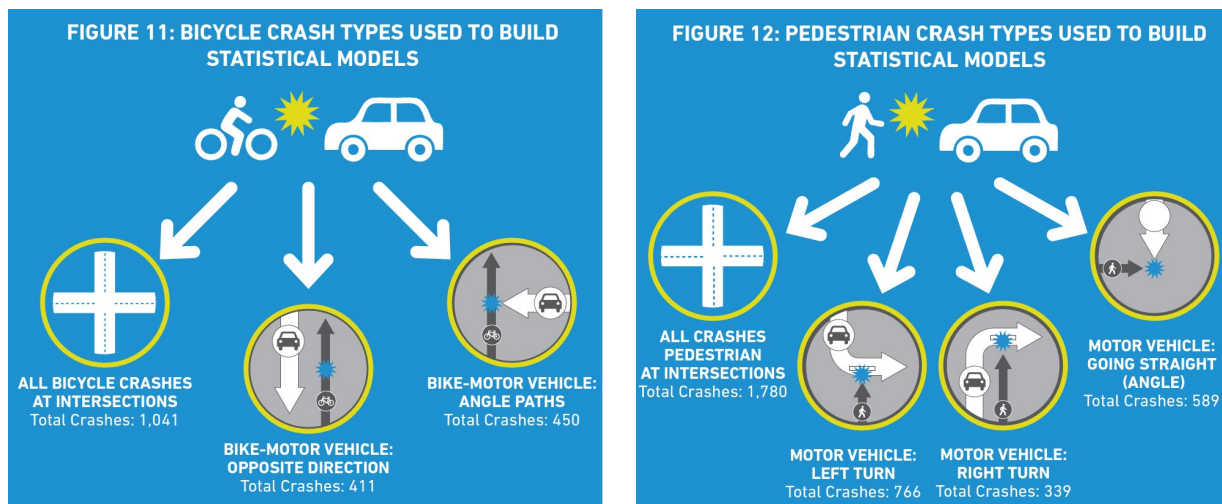 FIGURE 11: BICYCLE CRASH TYPES USED TO BUILD
STATISTICAL MODELS
ALL BICYCLE CRASHES
AT INTERSECTIONS
Total Crashes: 1,041
BIKE-MOTOR VEHICLE:
OPPOSITE DIRECTION
Total Crashes: 411
BIKE-MOTOR VEHICLE:
ANGLE PATHS
Total Crashes: 450
FIGURE 12: PEDESTRIAN CRASH TYPES USED TO BUILD
STATISTICAL MODELS
ALL CRASHES
PEDESTRIAN
AT INTERSECTIONS
Total Crashes: 1,780
MOTOR VEHICLE:
LEFT TURN
Total Crashes: 766
MOTOR VEHICLE:
RIGHT TURN
Total Crashes: 339
MOTOR VEHICLE:
GOING STRAIGHT
(ANGLE)
Total Crashes: 589